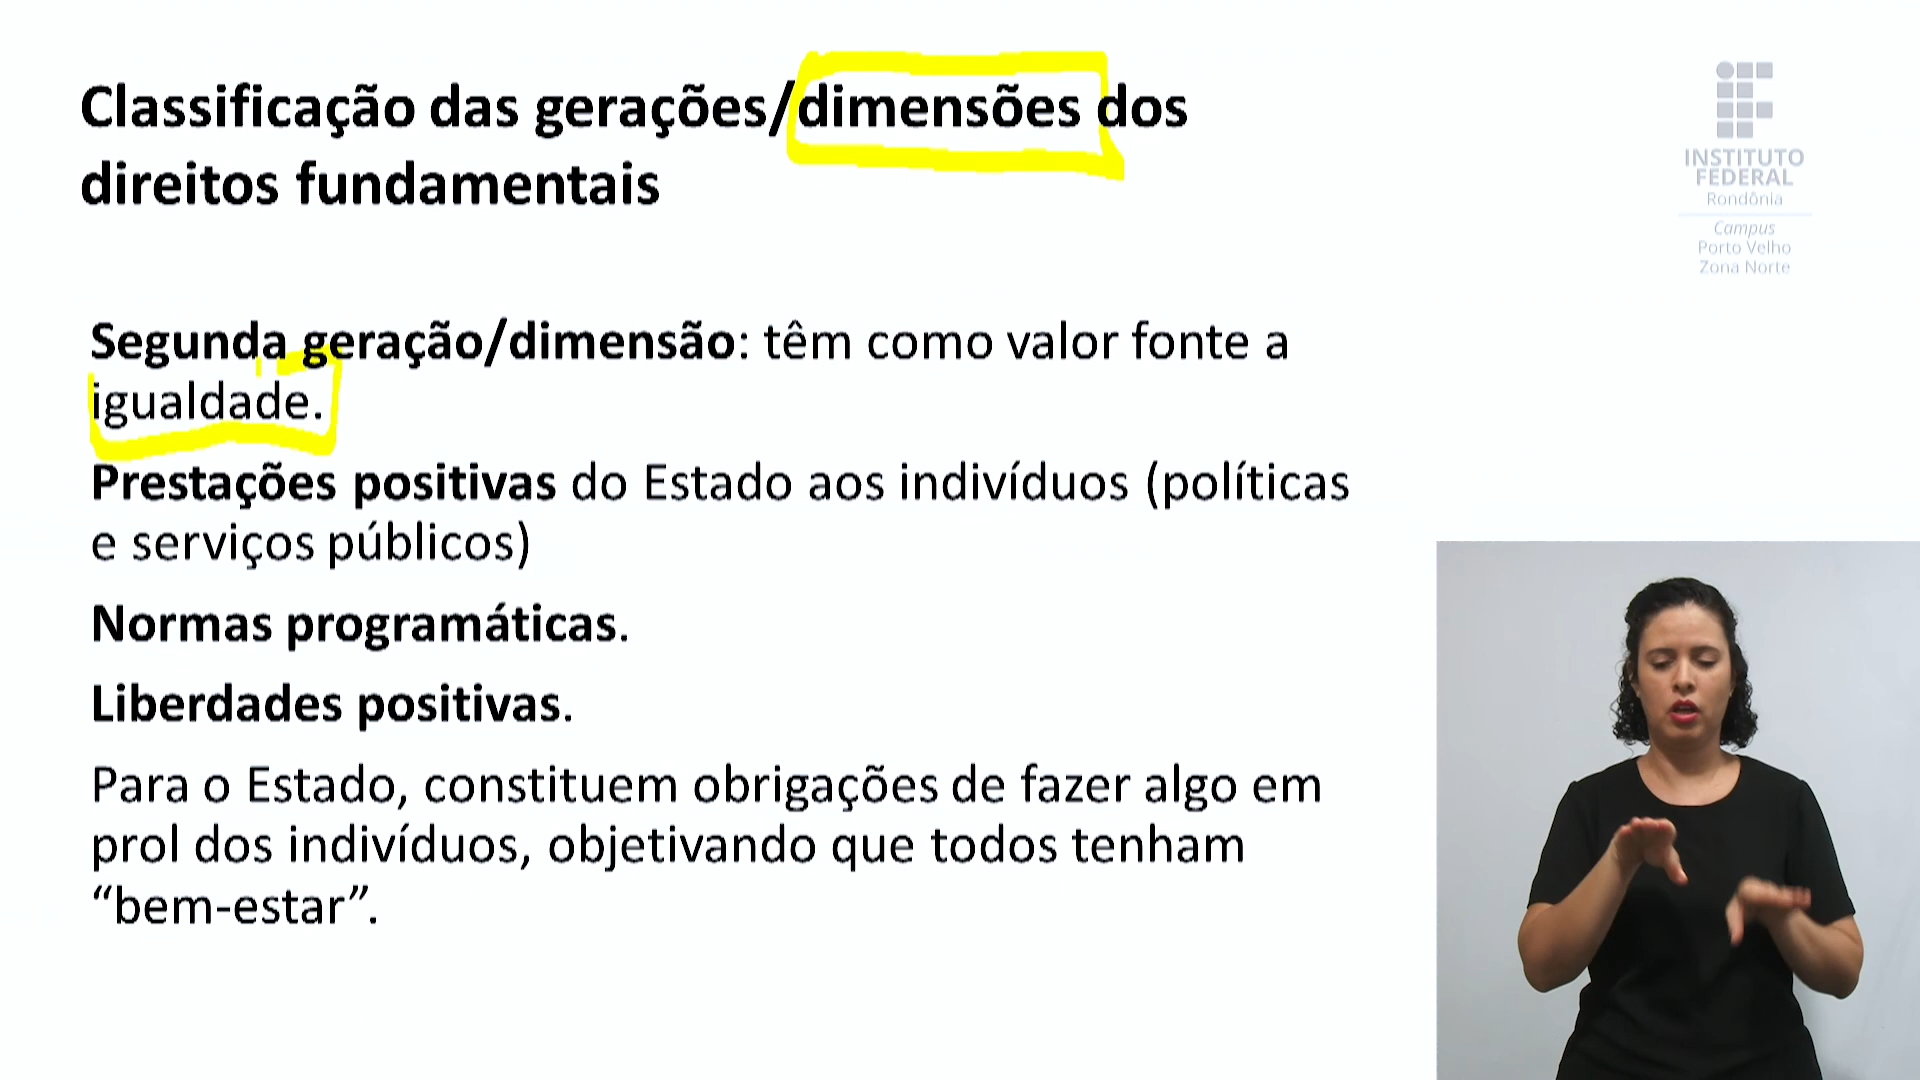 Classificação das gerações/dimensões dos
direitos fundamentais
INSTITUTO
FEDERAL
Rondônia
Campus
Porto Velho
Zona Norte
Segunda geração/dimensão: têm como valor fonte a
igualdade.
Prestações positivas do Estado aos indivíduos (políticas
e serviços públicos)
Normas programáticas.
Liberdades positivas.
Para o Estado, constituem obrigações de fazer algo em
prol dos indivíduos, objetivando que todos tenham
“bem-estar”.